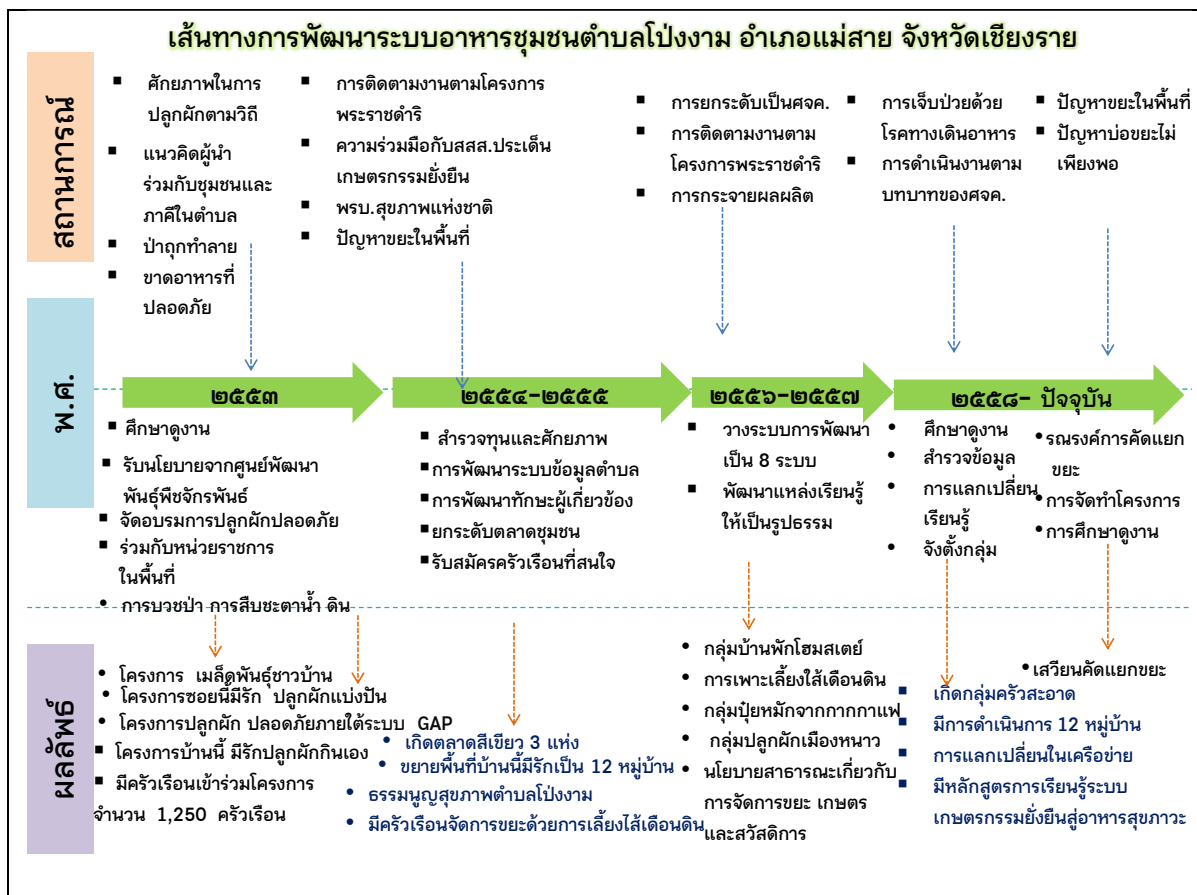 เส้นทางการพัฒนาระบบอาหารชุมชนตำบลโป่งงาม อำเภอแม่สาย จังหวัดเชียงราย
สถานการณ์
▪ ศักยภาพในการ
ปลูกผักตามวิถี
▪ แนวคิดผู้นำ
ร่วมกับชุมชนและ
ภาคีในตำบล
▪ ป่าถูกทำลาย
▪ ขาดอาหารที่
ปลอดภัย
▪ การติดตามงานตามโครงการ
พระราชดำริ
▪ ความร่วมมือกับสสส.ประเด็น
เกษตรกรรมยั่งยืน
▪ พรบ.สุขภาพแห่งชาติ
▪ ปัญหาขยะในพื้นที่
▪ การยกระดับเป็นศจค.
▪ การติดตามงานตาม
โครงการพระราชดำริ
▪ การกระจายผลผลิต
▪ การเจ็บป่วยด้วย
โรคทางเดินอาหาร
▪ การดำเนินงานตาม
บทบาทของศจค.
▪ ปัญหาขยะในพื้นที่
▪ ปัญหาบ่อขยะไม่
เพียงพอ
พ.ศ.
๒๕๕๓
๒๕๕๔-๒๕๕๕
๒๕๕๖-๒๕๕๗
๒๕๕๘- ปัจจุบัน
▪ ศึกษาดูงาน
▪ รับนโยบายจากศูนย์พัฒนา
พันธุ์พืชจักรพันธ์
▪ จัดอบรมการปลูกผักปลอดภัย
▪ ร่วมกับหน่วยราชการ
ในพื้นที่
• การบวชป่า การสืบชะตาน้ำ ดิน
▪ สำรวจทุนและศักยภาพ
▪ การพัฒนาระบบข้อมูลตำบล
▪ การพัฒนาทักษะผู้เกี่ยวข้อง
▪ ยกระดับตลาดชุมชน
▪ รับสมัครครัวเรือนที่สนใจ
▪ วางระบบการพัฒนา
เป็น 8 ระบบ
▪ พัฒนาแหล่งเรียนรู้
ให้เป็นรูปธรรม
• ศึกษาดูงาน
• สำรวจข้อมูล
• การแลกเปลี่ยน
เรียนรู้
• จังตั้งกลุ่ม
• รณรงค์การคัดแยก
ขยะ
• การจัดทำโครงการ
• การศึกษาดูงาน
ผลลัพธ์
• โครงการ เมล็ดพันธุ์ชาวบ้าน
• โครงการซอยนี้มีรัก ปลูกผักแบ่งปัน
• โครงการปลูกผัก ปลอดภัยภายใต้ระบบ GAP
▪ โครงการบ้านนี้ มีรักปลูกผักกินเอง
▪ มีครัวเรือนเข้าร่วมโครงการ
จำนวน 1,250 ครัวเรือน
• เกิดตลาดสีเขียว 3 แห่ง
• ขยายพื้นที่บ้านนี้มีรักเป็น 12 หมู่บ้าน
• ธรรมนูญสุขภาพตำบลโป่งงาม
• มีครัวเรือนจัดการขยะด้วยการเลี้ยงไส้เดือนดิน
• กลุ่มบ้านพักโฮมสเตย์
• การเพาะเลี้ยงใส้เดือนดิน
• กลุ่มปุ๋ยหมักจากกากกาแฟ
• กลุ่มปลูกผักเมืองหนาว
• นโยบายสาธารณะเกี่ยวกับ
การจัดการขยะ เกษตร
และสวัสดิการ
• เสวียนคัดแยกขยะ
▪ เกิดกลุ่มครัวสะอาด
▪ มีการดำเนินการ 12 หมู่บ้าน
▪ การแลกเปลี่ยนในเครือข่าย
▪ มีหลักสูตรการเรียนรู้ระบบ
เกษตรกรรมยั่งยืนสู่อาหารสุขภาวะ